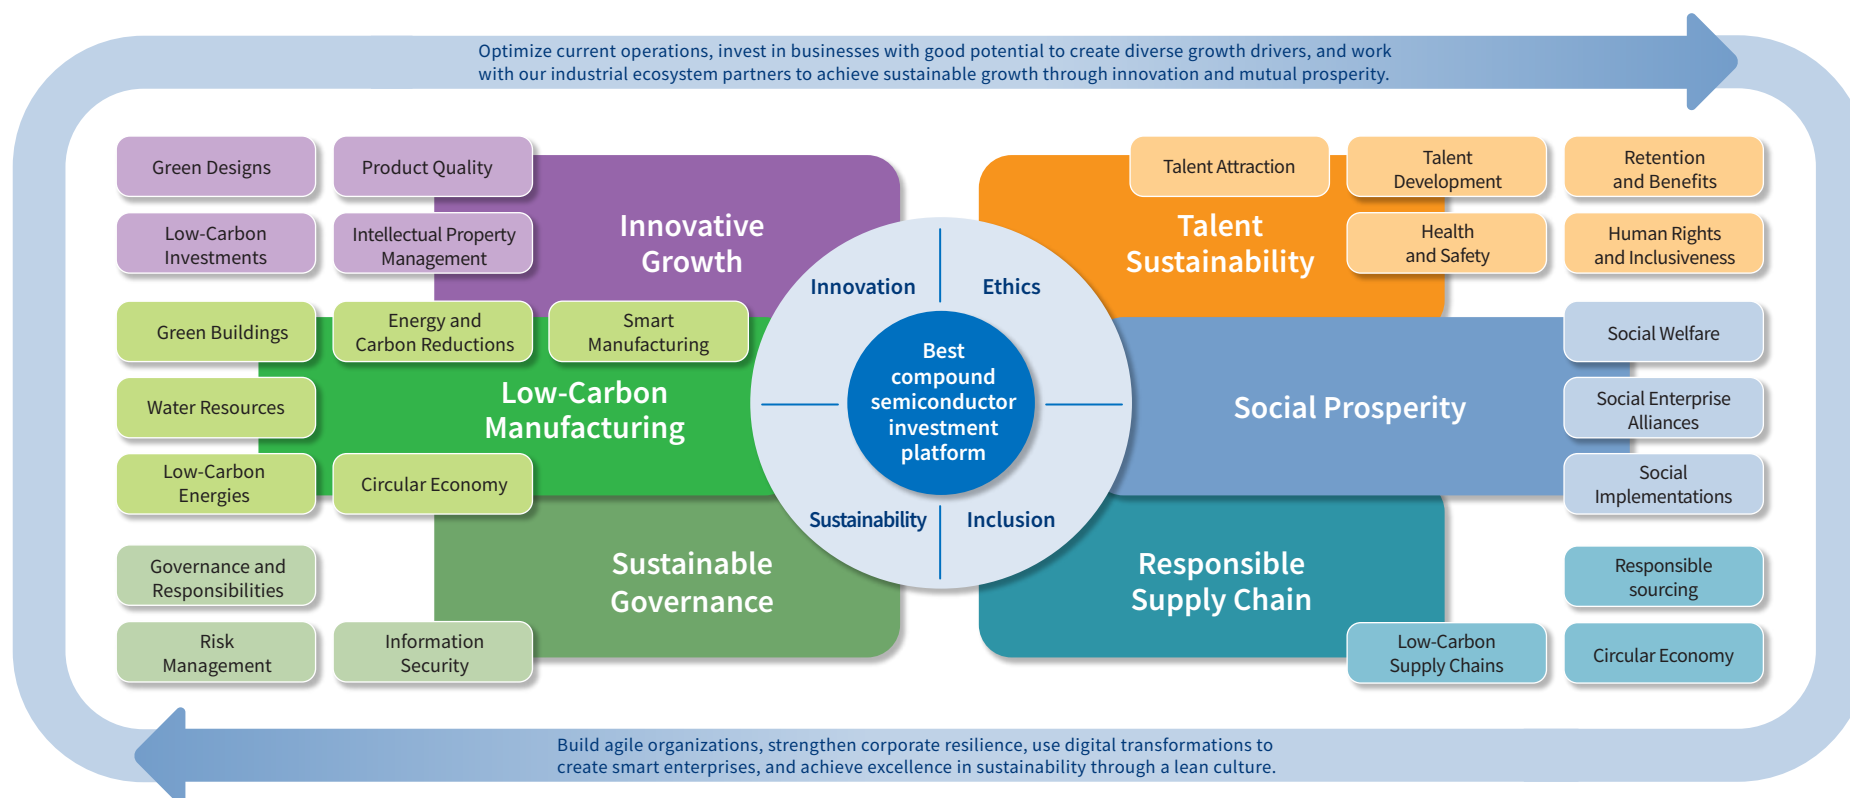 Optimize current operations, invest in businesses with good potential to create diverse growth drivers, and work
with our industrial ecosystem partners to achieve sustainable growth through innovation and mutual prosperity.
Green Designs
Product Quality
Low-Carbon
Investments
Intellectual Property
Management
Innovative
Growth
Talent Attraction
Talent
Development
Retention
and Benefits
Health
and Safety
Human Rights
and Inclusiveness
Talent
Sustainability
Green Buildings
Energy and
Carbon Reductions
Smart
Manufacturing
Water Resources
Low-Carbon
Energies
Circular Economy
Low-Carbon
Manufacturing
Innovation
Ethics
Best
compound
semiconductor
investment
platform
Sustainability
Inclusion
Social Prosperity
Social Welfare
Social Enterprise
Alliances
Social
Implementations
Governance and
Responsibilities
Risk
Management
Information
Security
Sustainable
Governance
Responsible
Supply Chain
Responsible
sourcing
Low-Carbon
Supply Chains
Circular Economy
Build agile organizations, strengthen corporate resilience, use digital transformations to
create smart enterprises, and achieve excellence in sustainability through a lean culture.